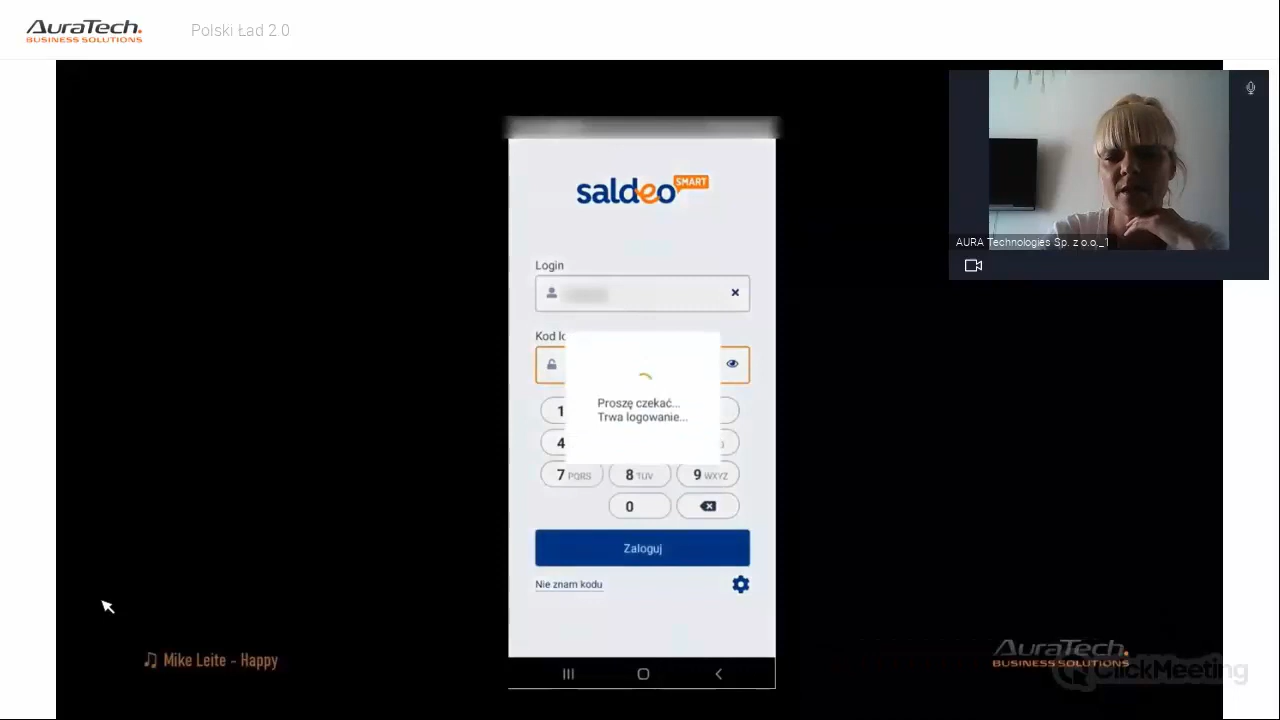 AURATECH.
BUSINESS SOLUTIONS
Polski Ład 2 0
AURA Technologies Sp. z o.o._1
saldeo SMART
Login
Kod lo
Proszę czekać...
Trwa logowanie...
1
4
7 PQRS
8 TUV
9 WXYZ
0
Zaloguj
Nie znam kodu
Mike Leite - Happy
AURATECH.
BUSINESS SOLUTIONS
ClickMeeting